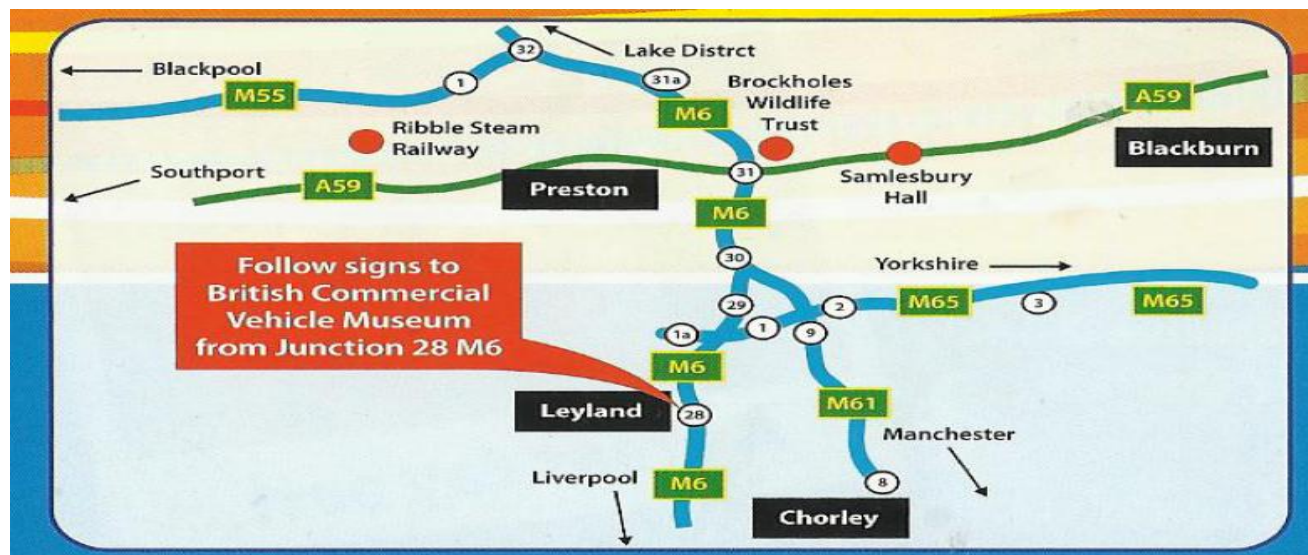 32
Lake Distrct
Blackpool
1
31a
M55
M6
Brockholes
Wildlife
Trust
A59
Ribble Steam
Railway
Blackburn
Southport
A59
Preston
31
Samlesbury
Hall
M6
Follow signs to
British Commercial
Vehicle Museum
from Junction 28 M6
30
Yorkshire
29
2
M65
3
M65
1a
1
9
M6
Leyland
28
M61
Manchester
Liverpool
M6
8
Chorley